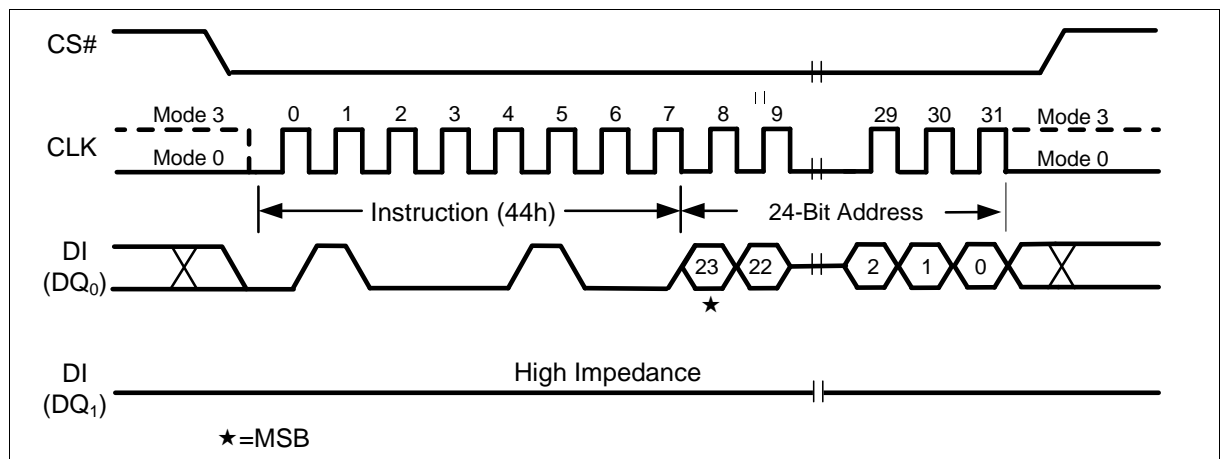 CS#
0 1 2 3 4 5 6 7 8 9 29 30 31
Mode 3
Mode 3
CLK
Mode 0
Mode 0
Instruction (44h)
24-Bit Address
DI
(DQ0)
23 22 2 1 0
★
High Impedance
DI
(DQ1)
★=MSB